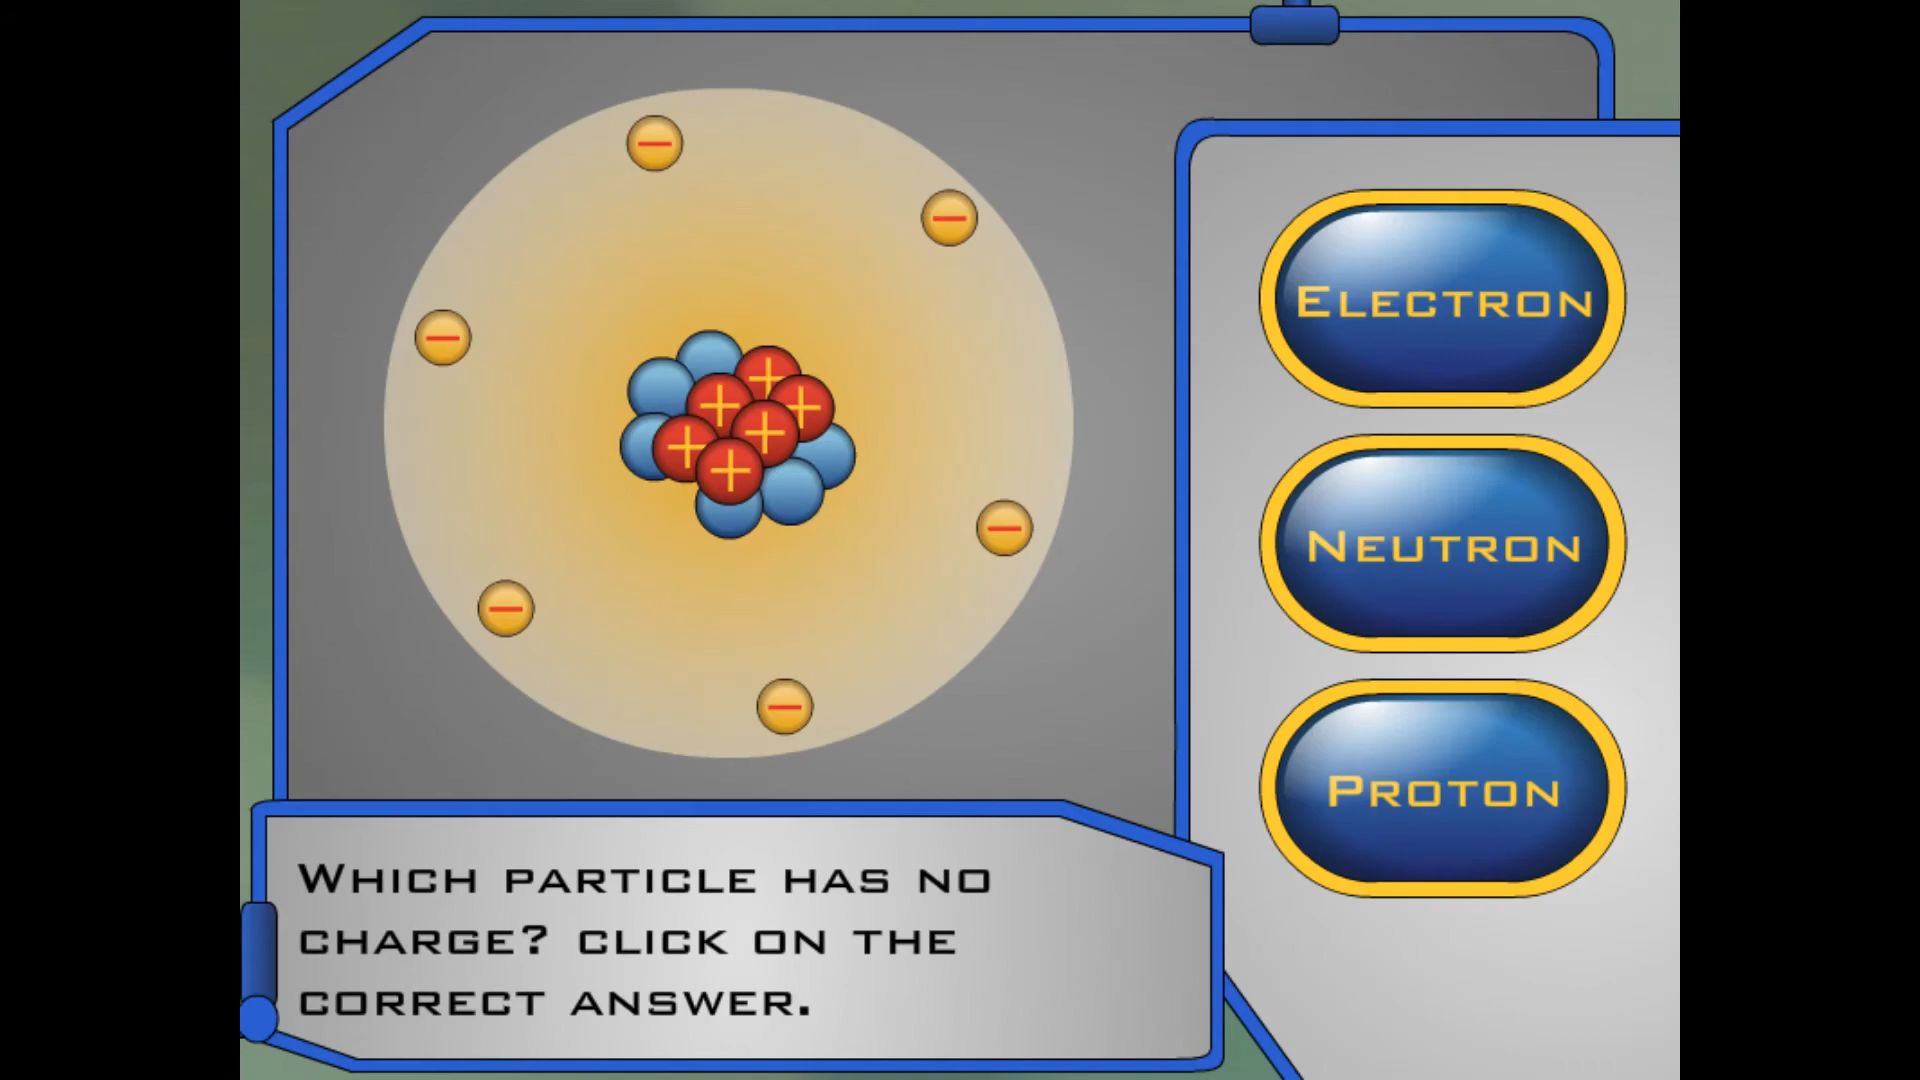 ELECTRON
NEUTRON
PROTON
WHICH PARTICLE HAS NO
CHARGE? CLICK ON THE
CORRECT ANSWER.